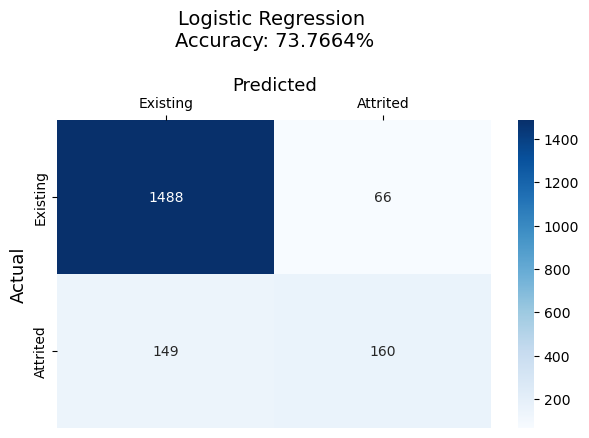 Logistic Regression
Accuracy: 73.7664%
Predicted
Existing Attrited
Actual
Existing
1488 66
Attrited
149 160
1400
1200
1000
800
600
400
200